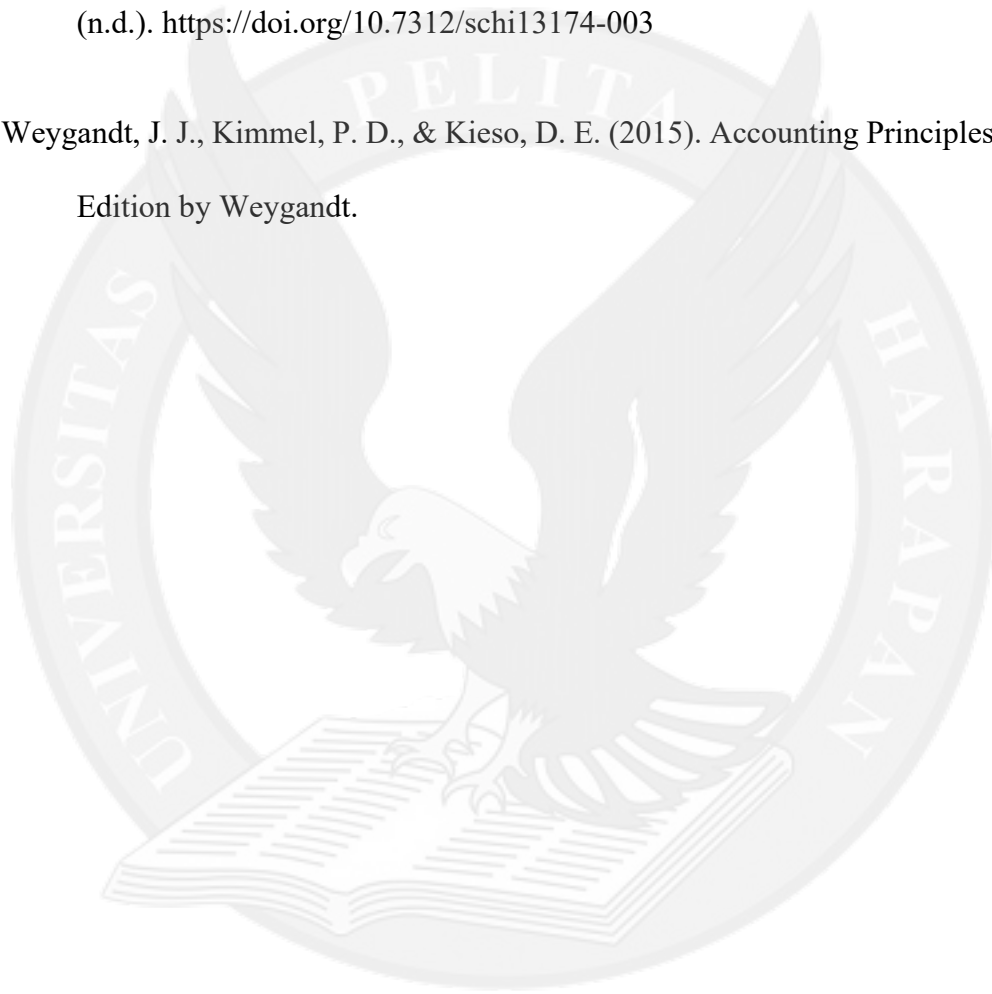 (n.d.). https://doi.org/10.7312/schi13174-003
Weygandt, J. J., Kimmel, P. D., & Kieso, D. E. (2015). Accounting Principles
Edition by Weygandt.
UNIVERSITAS PELITA HARAPAN